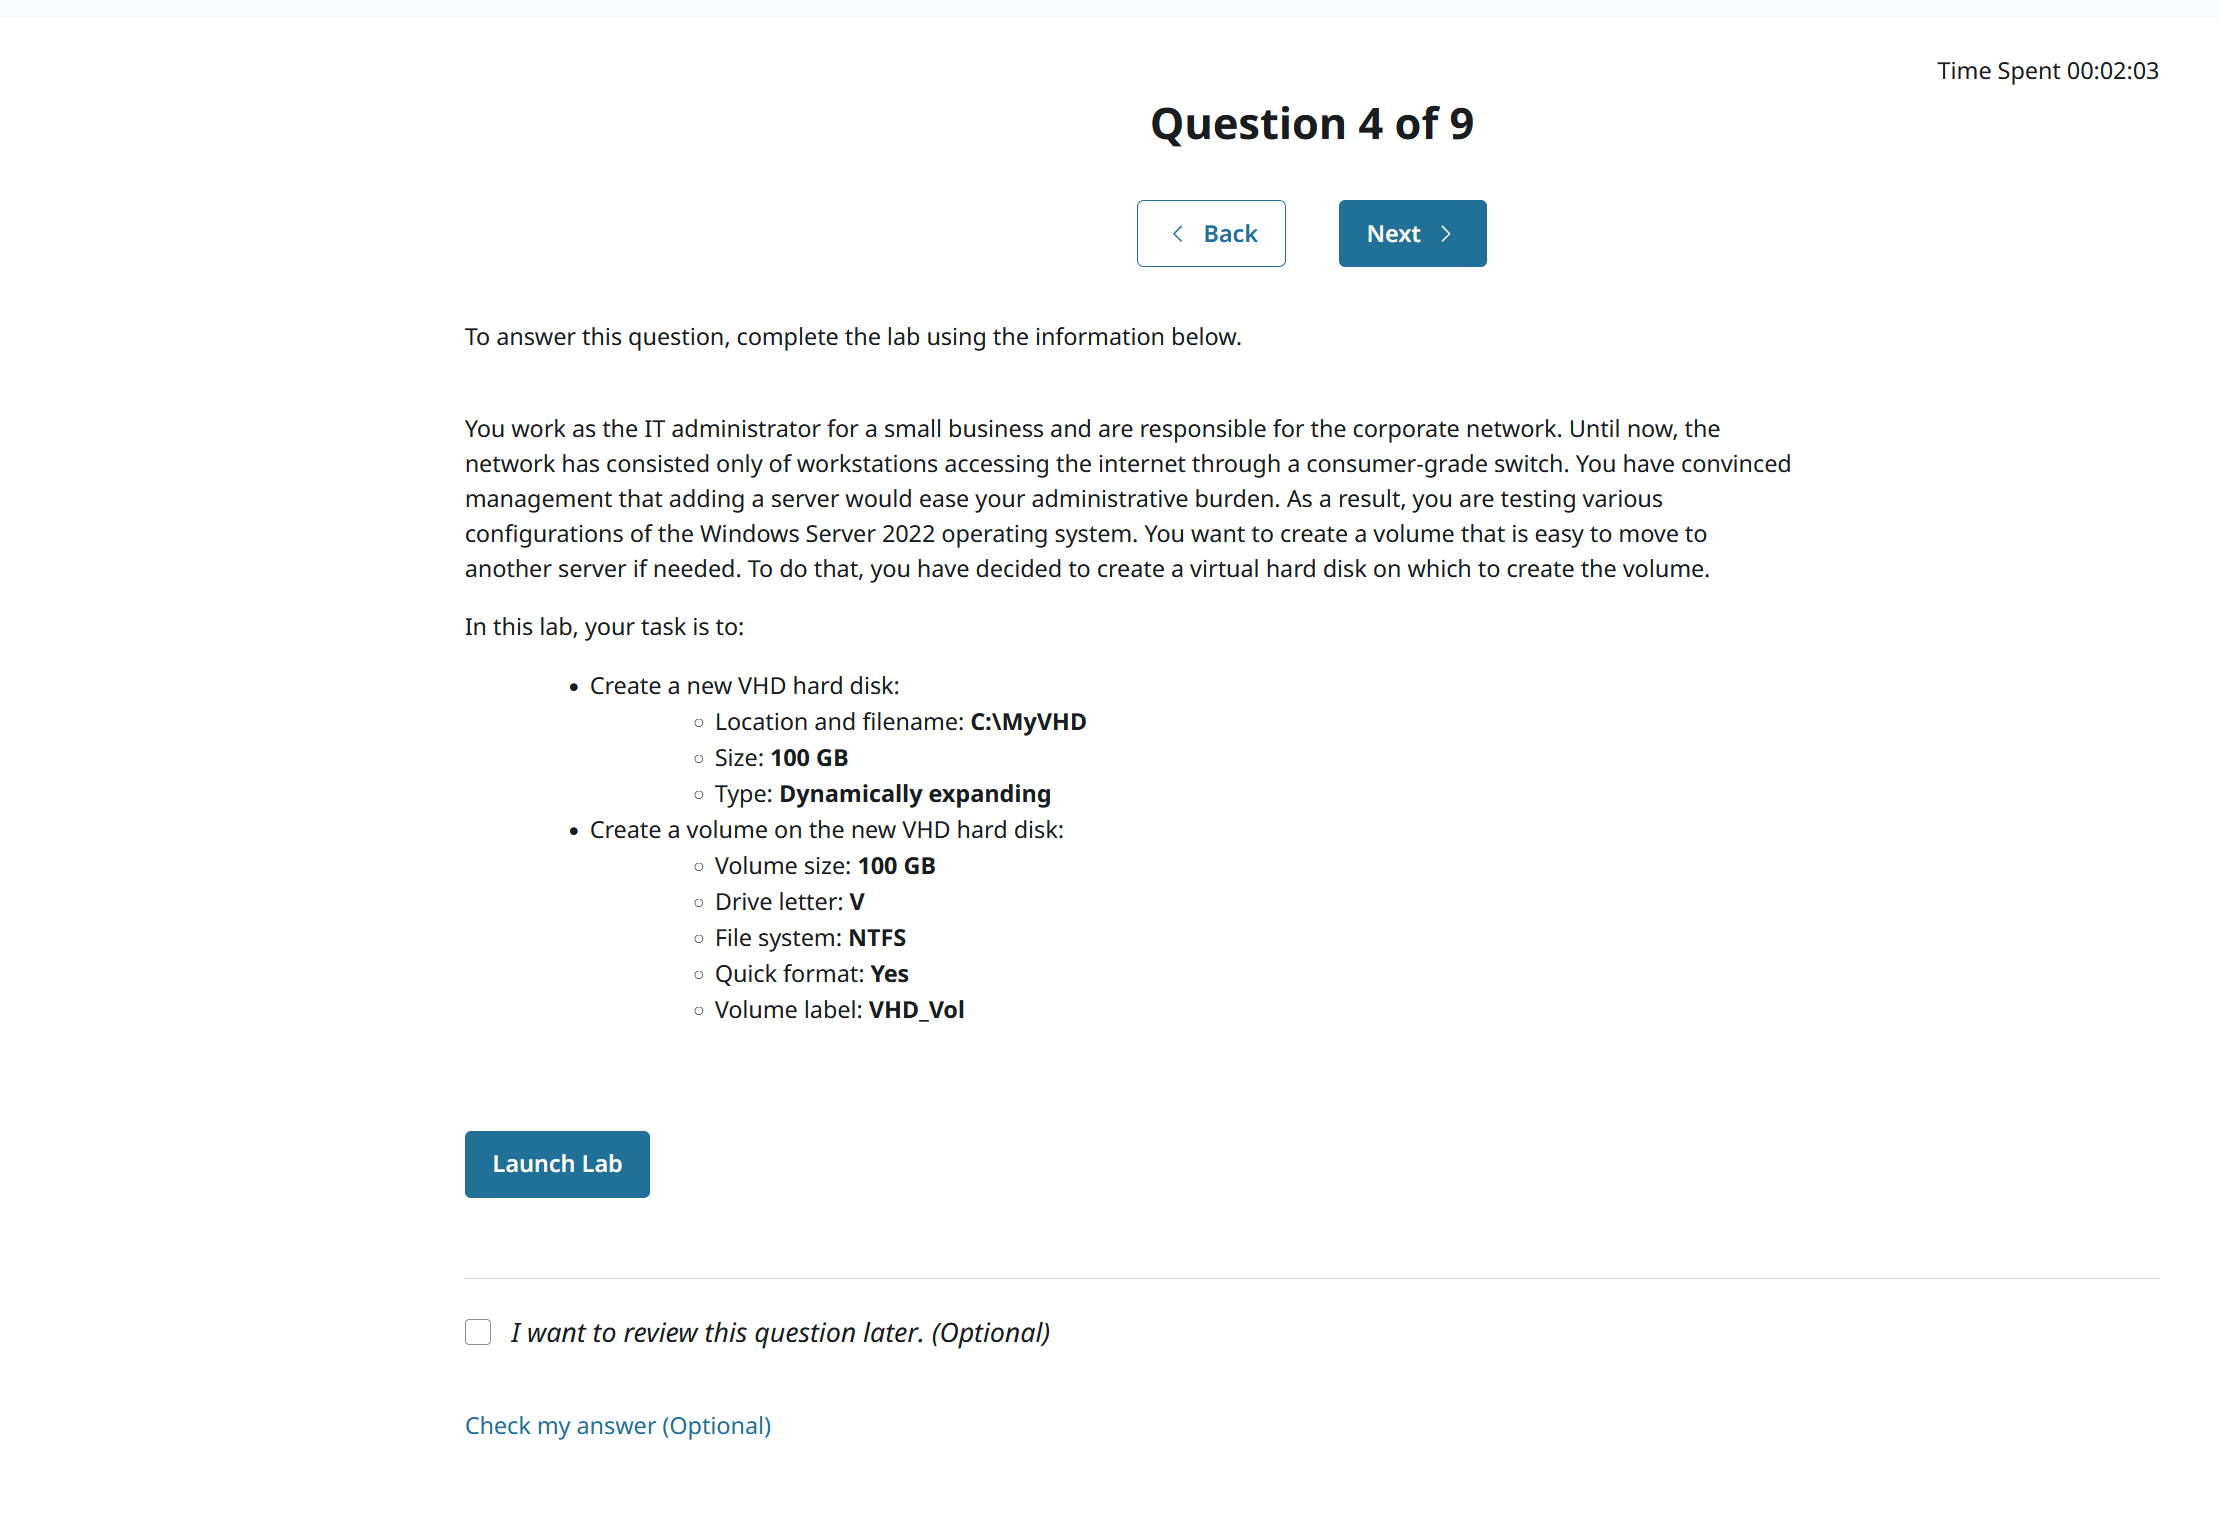 Time Spent 00:02:03
Question 4 of 9
Back
Next
To answer this question, complete the lab using the information below.
You work as the IT administrator for a small business and are responsible for the corporate network. Until now, the
network has consisted only of workstations accessing the internet through a consumer-grade switch. You have convinced
management that adding a server would ease your administrative burden. As a result, you are testing various
configurations of the Windows Server 2022 operating system. You want to create a volume that is easy to move to
another server if needed. To do that, you have decided to create a virtual hard disk on which to create the volume.
In this lab, your task is to:
• Create a new VHD hard disk:
○ Location and filename: C:\MyVHD
○ Size: 100 GB
○ Type: Dynamically expanding
• Create a volume on the new VHD hard disk:
○ Volume size: 100 GB
○ Drive letter: V
○ File system: NTFS
○ Quick format: Yes
○ Volume label: VHD_Vol
Launch Lab
I want to review this question later. (Optional)
Check my answer (Optional)